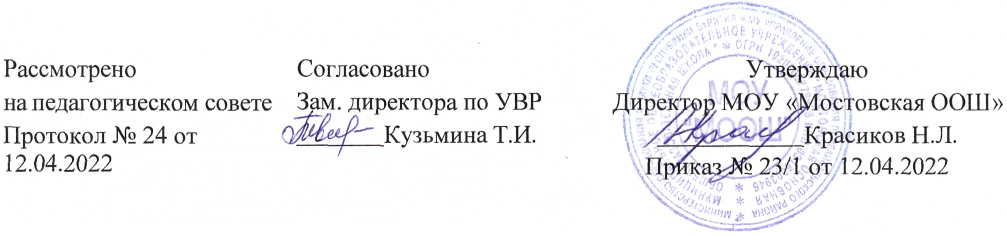 Рассмотрено
на педагогическом совете
Протокол № 24 от
12.04.2022
Согласовано
Зам. директора по УВР
Кузьмина Т.И.
Утверждаю
Директор МОУ «Мостовская ООШ»
Красиков Н.Л.
Приказ № 23/1 от 12.04.2022
МОУ